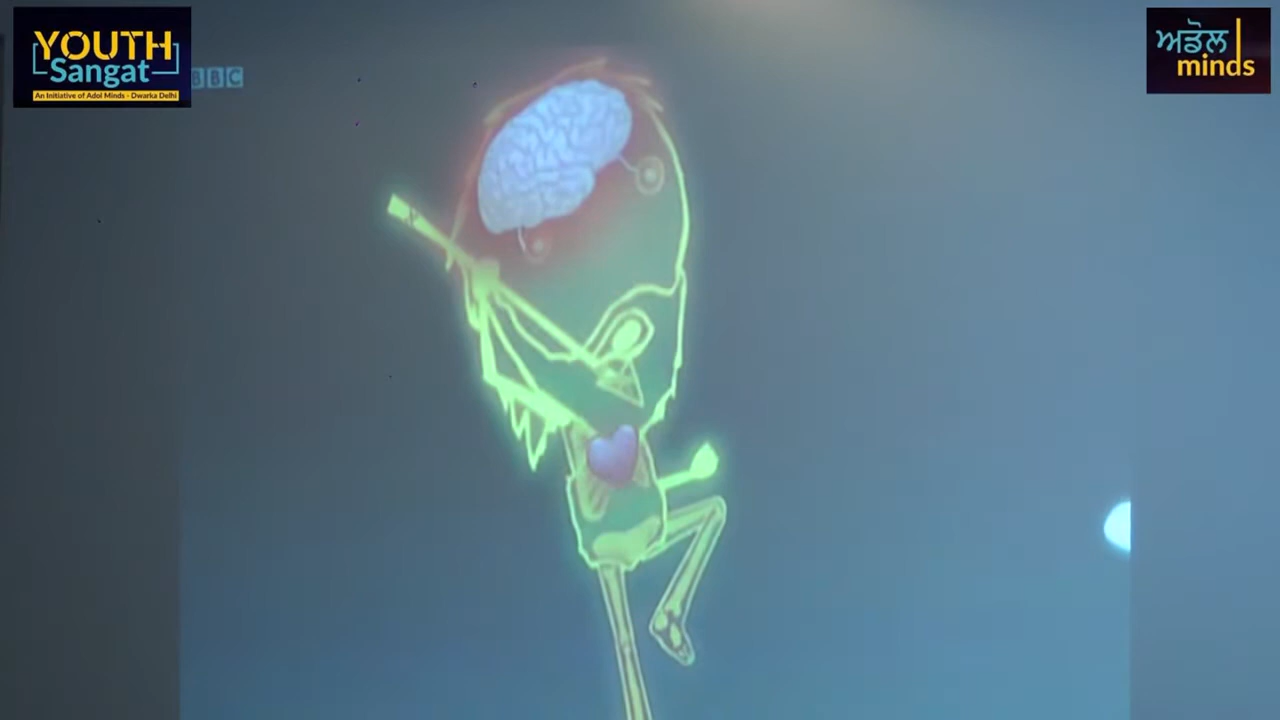 YOUTH
Sangat
An Initiative of Adol Minds - Dwarka Delhi
BBC
ਅਡੋਲ
minds